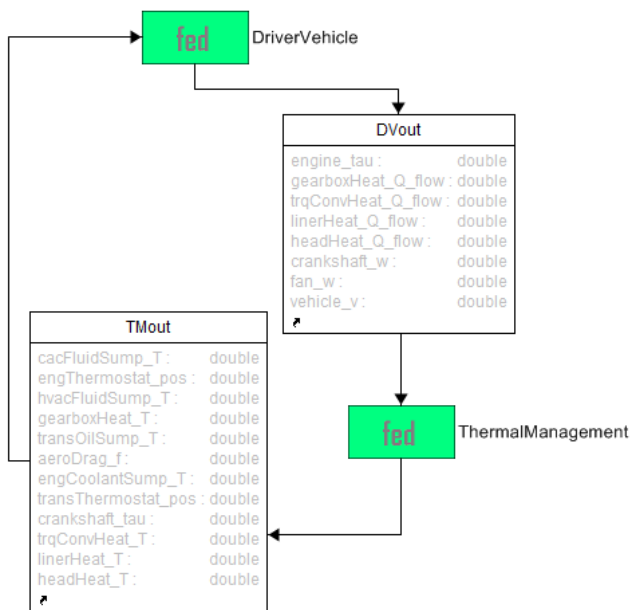 fed
DriverVehicle
DVout
engine_tau : double
gearboxHeat_Q_flow : double
trqConvHeat_Q_flow : double
linerHeat_Q_flow : double
headHeat_Q_flow : double
crankshaft_w : double
fan_w : double
vehicle_v : double
TMout
cacFluidSump_T : double
engThermostat_pos : double
hvacFluidSump_T : double
gearboxHeat_T : double
transOilSump_T : double
aeroDrag_f : double
engCoolantSump_T : double
transThermostat_pos : double
crankshaft_tau : double
trqConvHeat_T : double
linerHeat_T : double
headHeat_T : double
fed
ThermalManagement